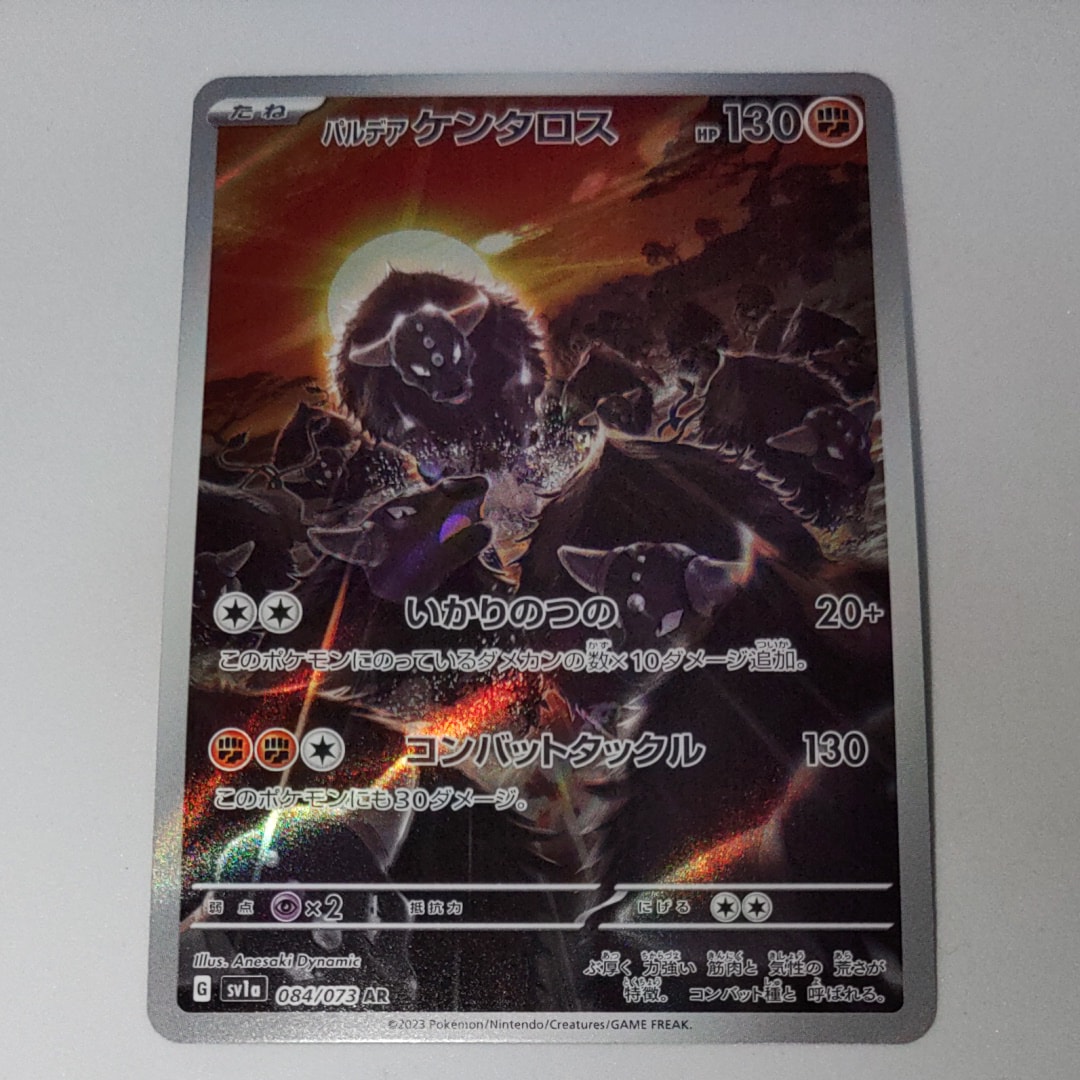 たね
パルデア ケンタロス HP 130
いかりのつの 20+
このポケモンにのっているダメカンの数×10ダメージ追加。
コンバットタックル 130
このポケモンにも30ダメージ。
弱点 ×2 抵抗力 にげる
Illus. Anesaki Dynamic
G sv1a 084/073 AR
ぶ厚く 力強い 筋肉と 気性の 荒さが
特徴。 コンバット種と 呼ばれる。
©2023 Pokémon/Nintendo/Creatures/GAME FREAK.